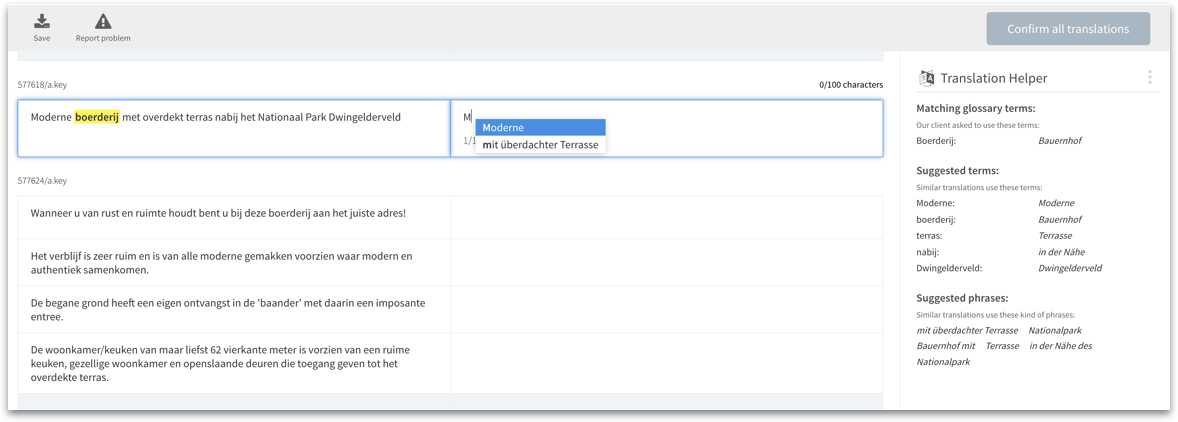 Save
Report problem
Confirm all translations
577618/a.key
0/100 characters
Moderne boerderij met overdekt terras nabij het Nationaal Park Dwingelderveld
M
Moderne
1/1
mit überdachter Terrasse
577624/a.key
Wanneer u van rust en ruimte houdt bent u bij deze boerderij aan het juiste adres!
Het verblijf is zeer ruim en is van alle moderne gemakken voorzien waar modern en
authentiek samenkomen.
De begane grond heeft een eigen ontvangst in de 'baander' met daarin een imposante
entree.
De woonkamer/keuken van maar liefst 62 vierkante meter is vorzien van een ruime
keuken, gezellige woonkamer en openslaande deuren die toegang geven tot het
overdekte terras.
Translation Helper
Matching glossary terms:
Our client asked to use these terms:
Boerderij: Bauernhof
Suggested terms:
Similar translations use these terms:
Moderne: Moderne
boerderij: Bauernhof
terras: Terrasse
nabij: in der Nähe
Dwingelderveld: Dwingelderveld
Suggested phrases:
Similar translations use these kind of phrases:
mit überdachter Terrasse Nationalpark
Bauernhof mit Terrasse in der Nähe des
Nationalpark